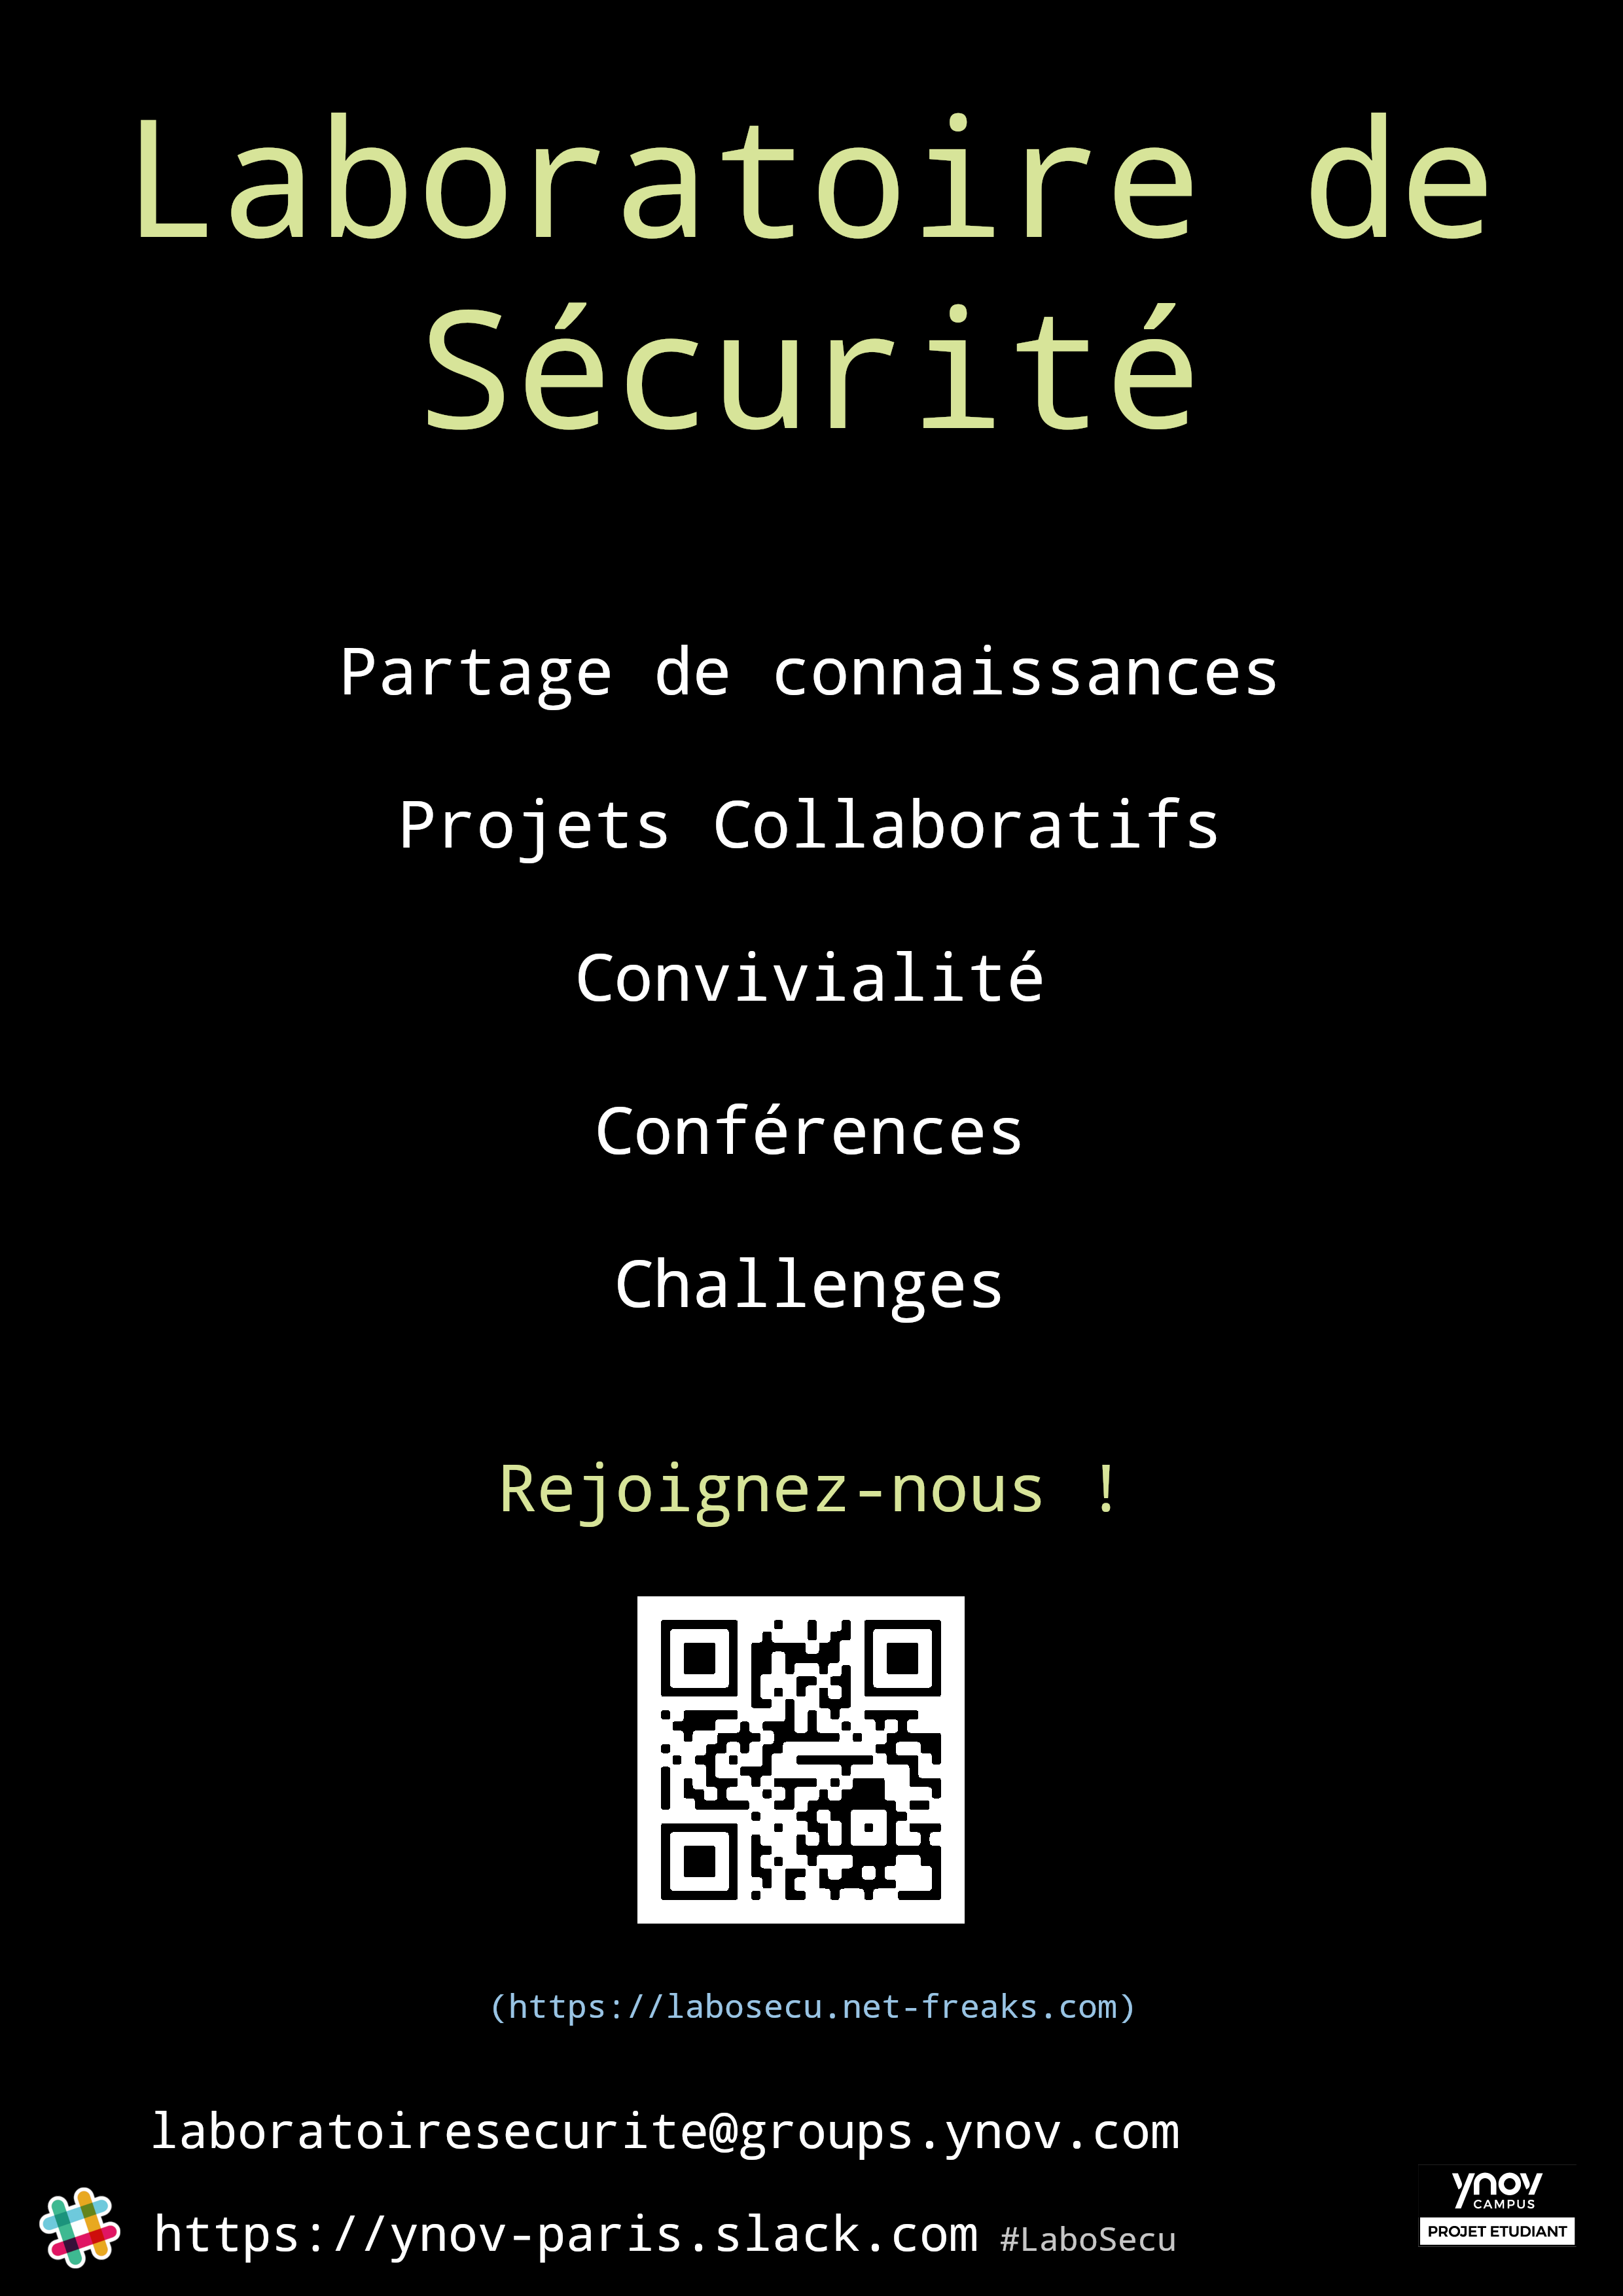 Laboratoire de
Sécurité
Partage de connaissances
Projets Collaboratifs
Convivialité
Conférences
Challenges
Rejoignez-nous !
(https://labosecu.net-freaks.com)
laboratoiresecurite@groups.ynov.com
https://ynov-paris.slack.com #LaboSecu
ynov
CAMPUS
PROJET ETUDIANT